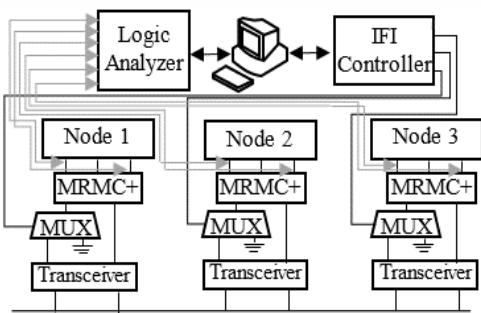 Logic
Analyzer
IFI
Controller
Node 1
Node 2
Node 3
MRMC+
MRMC+
MRMC+
MUX
MUX
MUX
Transceiver
Transceiver
Transceiver